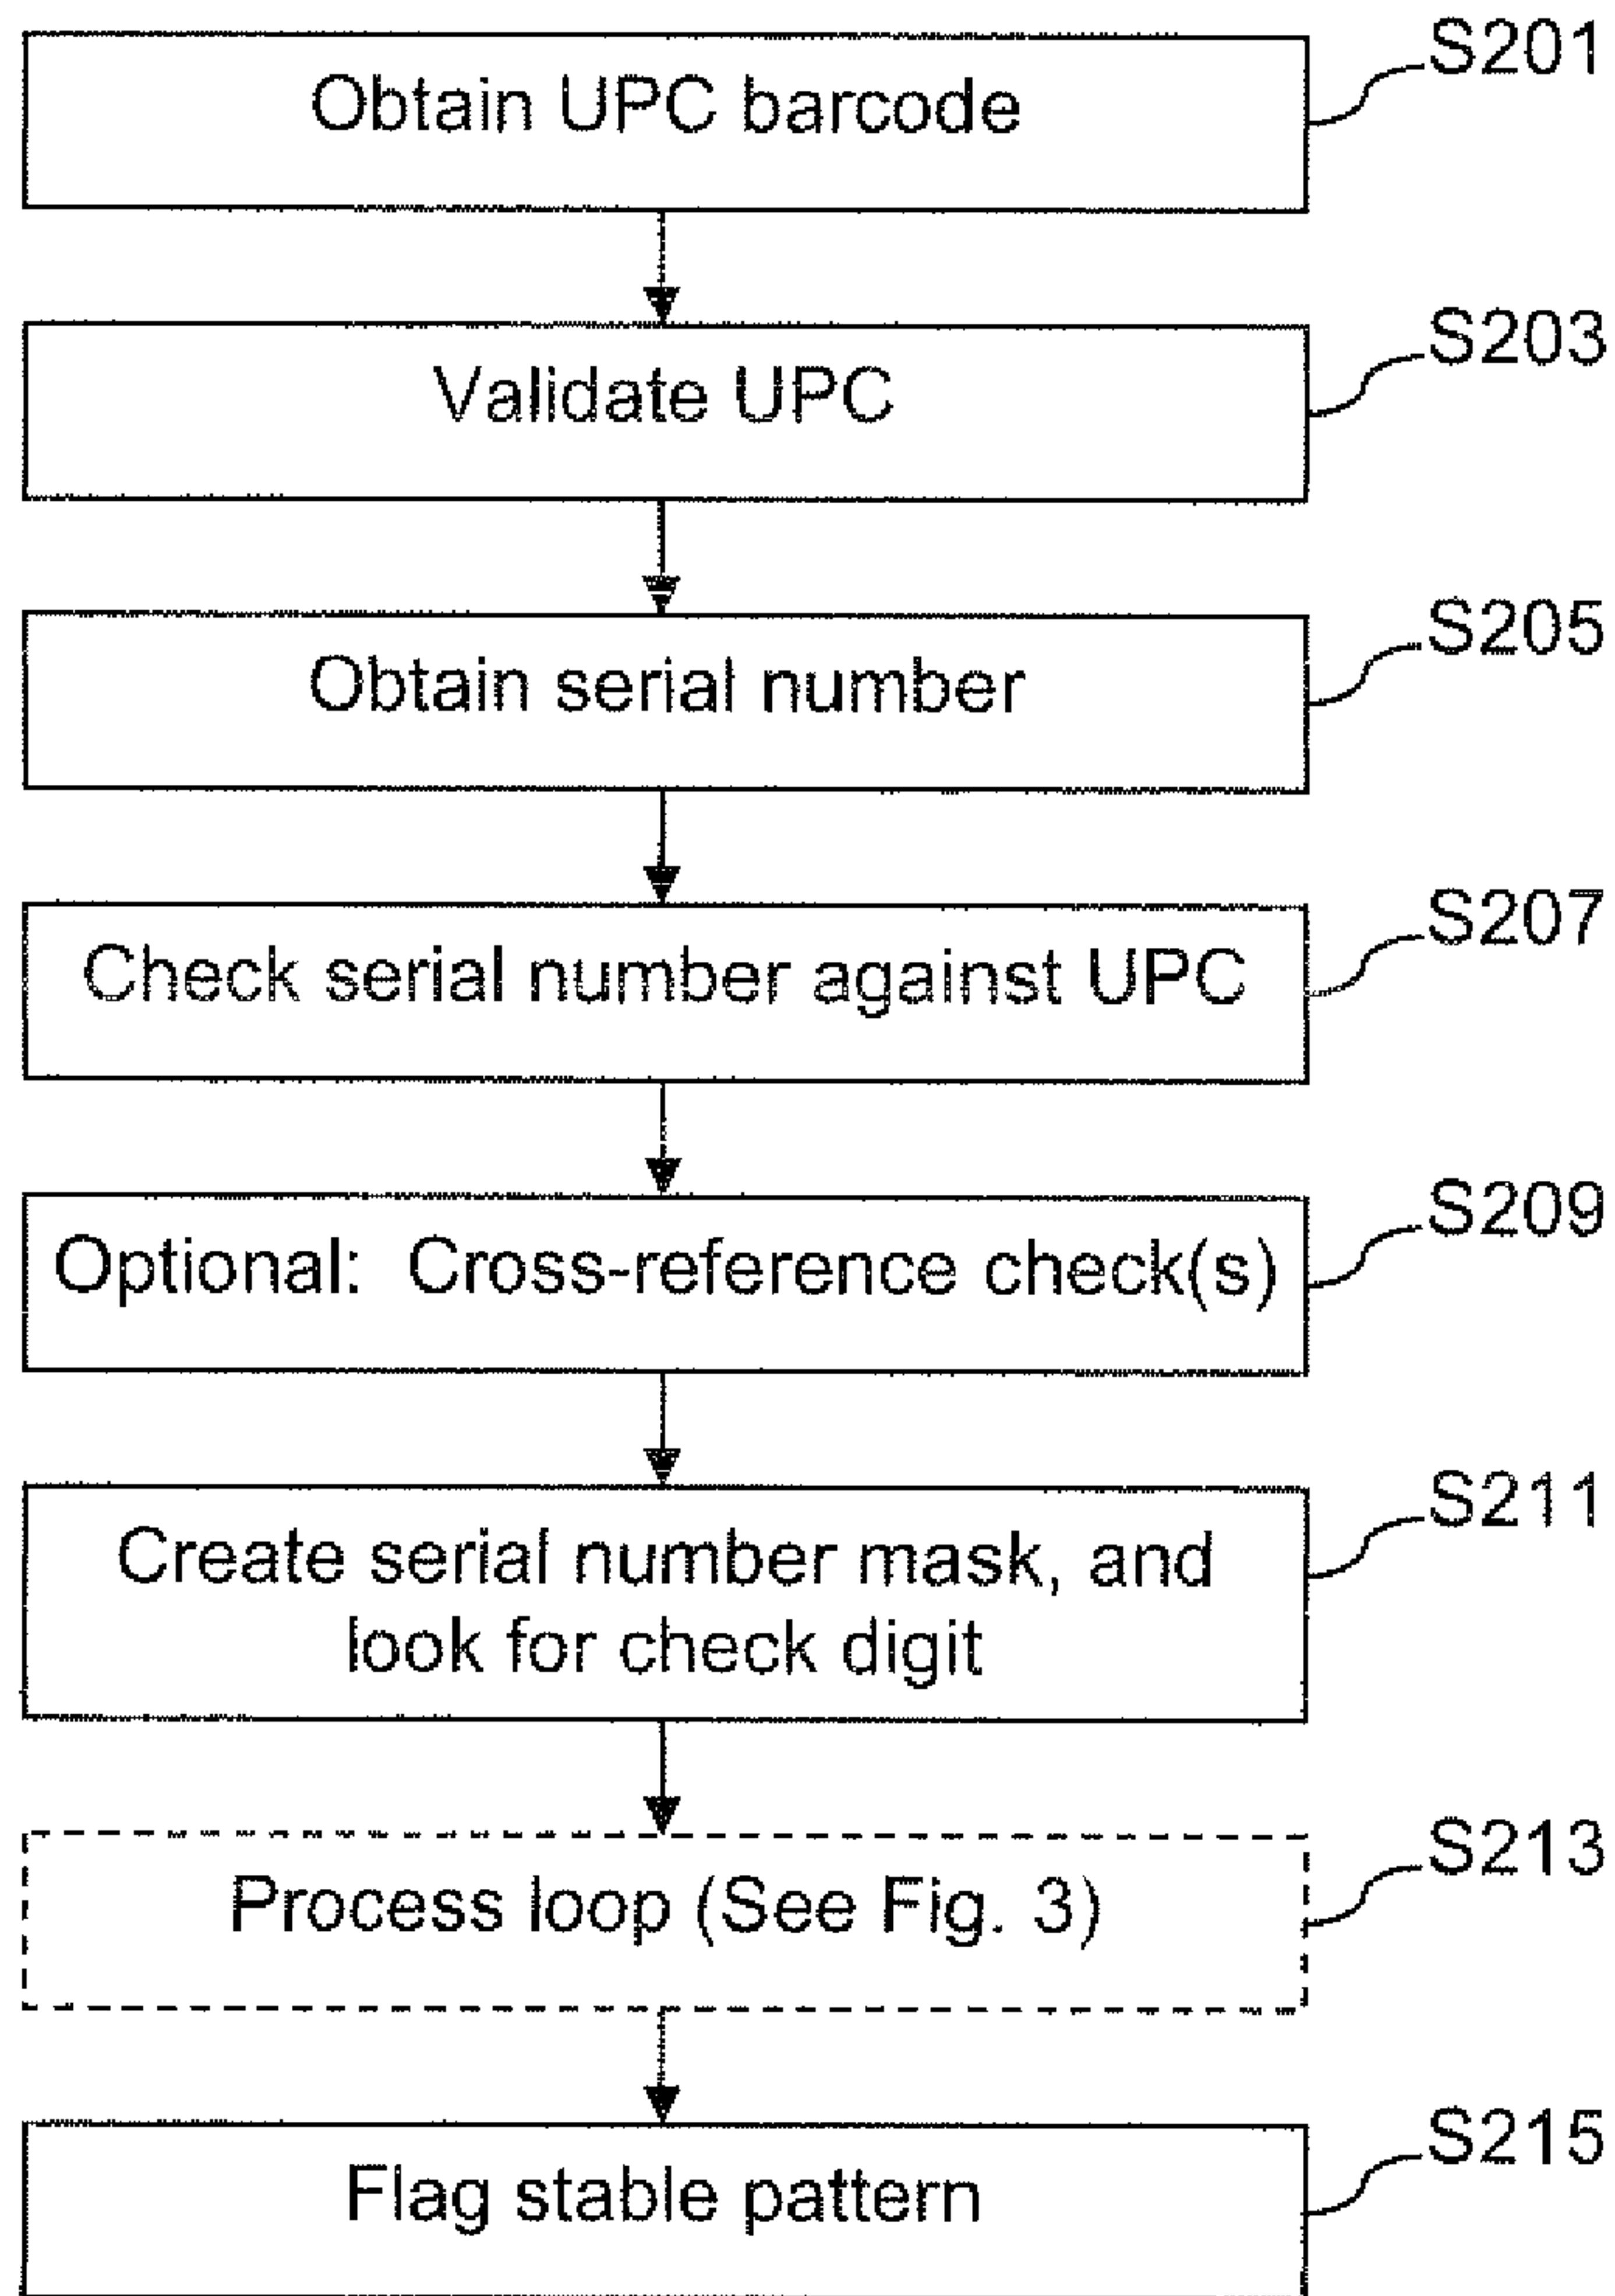 Obtain UPC barcode
S201
Validate UPC
S203
Obtain serial number
S205
Check serial number against UPC
S207
Optional: Cross-reference check(s)
S209
Create serial number mask, and
look for check digit
S211
Process loop (See Fig. 3)
S213
Flag stable pattern
S215